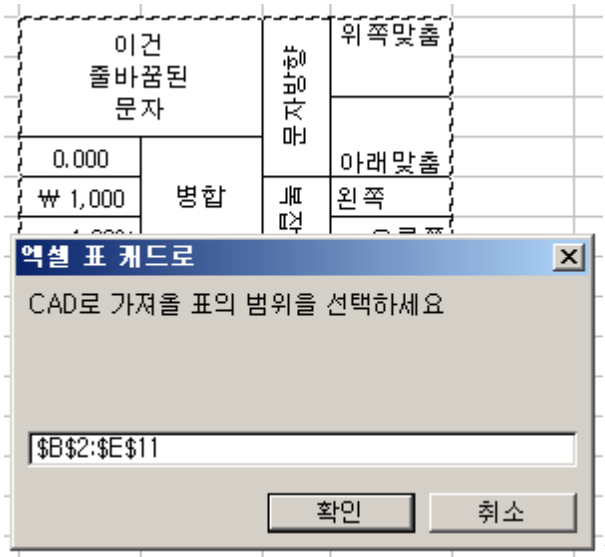 이건
줄바꿈된
문자
문자방향
위쪽맞춤
아래맞춤
0.000
₩ 1,000
병합
왼쪽
엑셀 표 캐드로
CAD로 가져올 표의 범위을 선택하세요
$B$2:$E$11
확인
취소